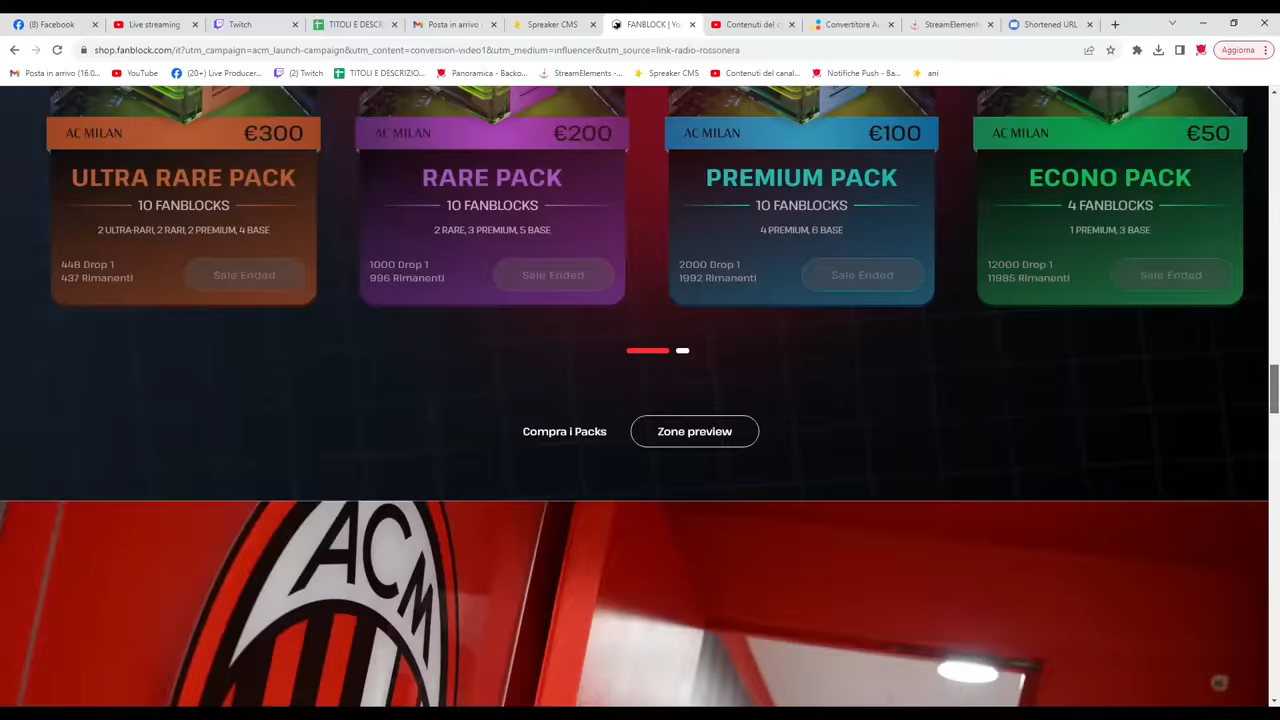 (8) Facebook
Live streaming
Twitch
TITOLI E DESCR
Posta in arrivo
Spreaker CMS
FANBLOCK | Yo
Contenuti del c
Convertitore A
StreamElement
Shortened URL
shop.fanblock.com/it?utm_campaign=acm_launch-campaign&utm_content=conversion-video1&utm_medium=influencer&utm_source=link-radio-rossonera
Aggiorna
Posta in arrivo (16.0...
YouTube
(20+) Live Producer...
(2) Twitch
TITOLI E DESCRIZIO...
Panoramica - Backo...
StreamElements -...
Spreaker CMS
Contenuti del canal...
Notifiche Push - Ba...
ani
AC MILAN €300
ULTRA RARE PACK
10 FANBLOCKS
2 ULTRA-RARI, 2 RARI, 2 PREMIUM, 4 BASE
448 Drop 1
437 Rimanenti
Sale Ended
AC MILAN €200
RARE PACK
10 FANBLOCKS
2 RARE, 3 PREMIUM, 5 BASE
1000 Drop 1
996 Rimanenti
Sale Ended
AC MILAN €100
PREMIUM PACK
10 FANBLOCKS
4 PREMIUM, 6 BASE
2000 Drop 1
1992 Rimanenti
Sale Ended
AC MILAN €50
ECONO PACK
4 FANBLOCKS
1 PREMIUM, 3 BASE
12000 Drop 1
11985 Rimanenti
Sale Ended
Compra i Packs
Zone preview
ACM